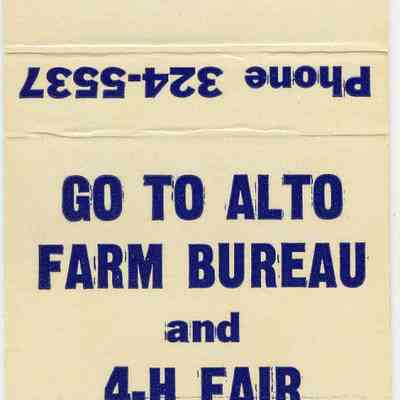 Phone 324-5537
GO TO ALTO
FARM BUREAU
and
4-H FAIR